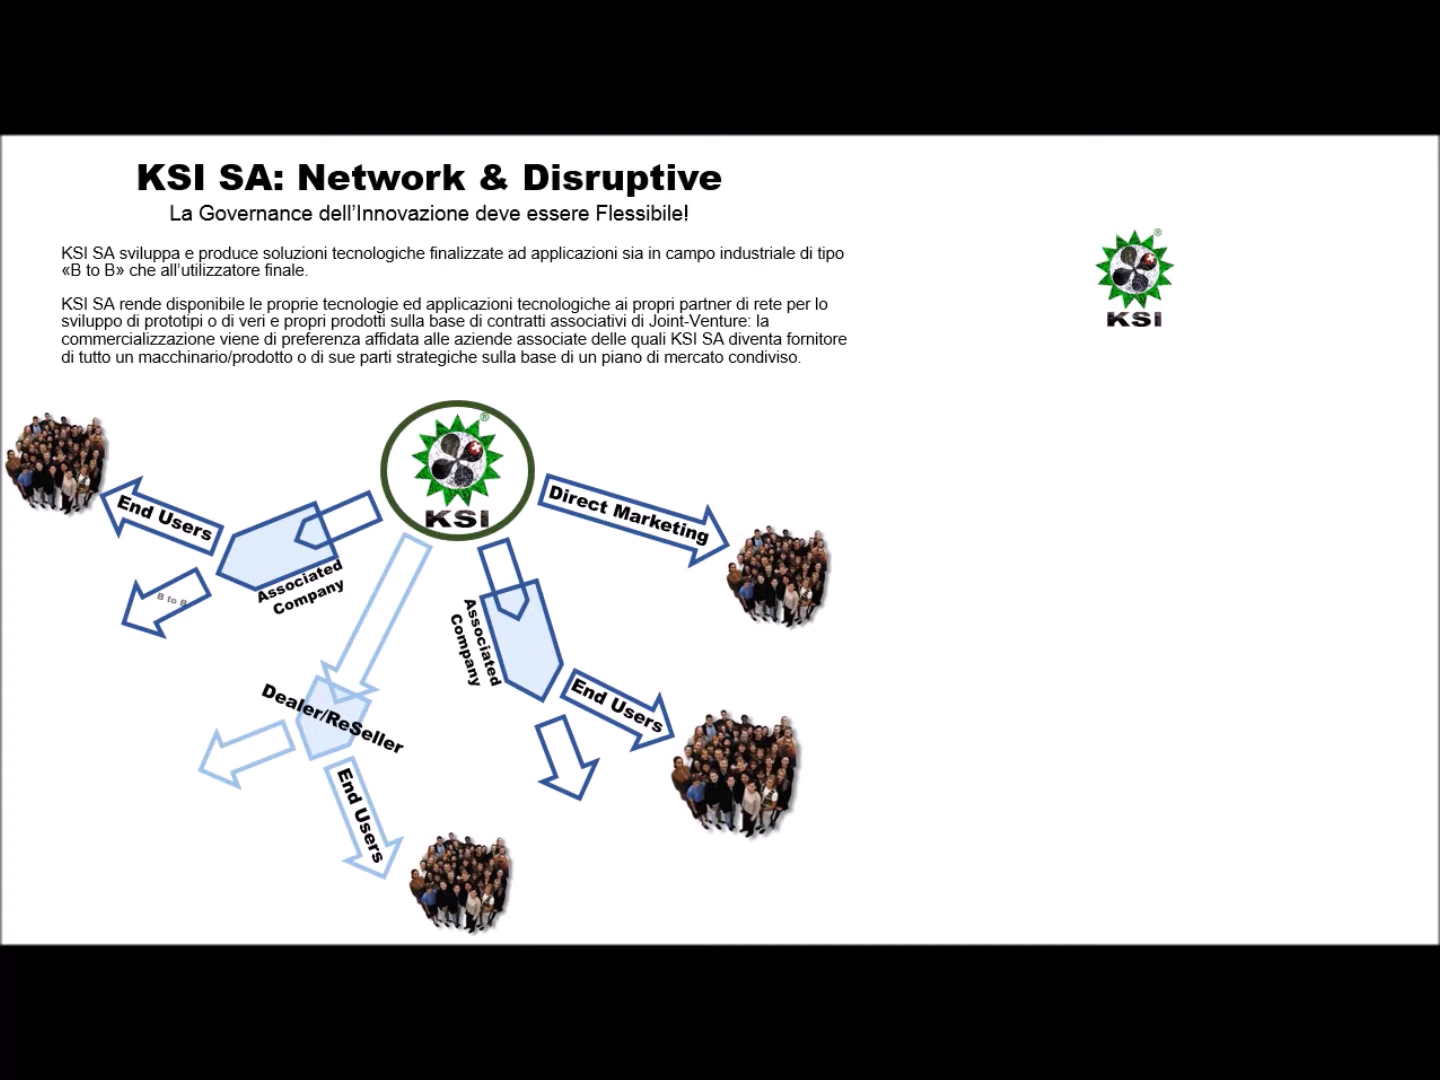 KSI SA: Network & Disruptive
La Governance dell'Innovazione deve essere Flessibile!
KSI SA sviluppa e produce soluzioni tecnologiche finalizzate ad applicazioni sia in campo industriale di tipo
«B to B» che all'utilizzatore finale.
KSI SA rende disponibile le proprie tecnologie ed applicazioni tecnologiche ai propri partner di rete per lo
sviluppo di prototipi o di veri e propri prodotti sulla base di contratti associativi di Joint-Venture: la
commercializzazione viene di preferenza affidata alle aziende associate delle quali KSI SA diventa fornitore
di tutto un macchinario/prodotto o di sue parti strategiche sulla base di un piano di mercato condiviso.
®
KSI
®
KSI
End Users
Direct Marketing
Associated
Company
B to B
Associated
Company
End Users
Dealer/ReSeller
End Users